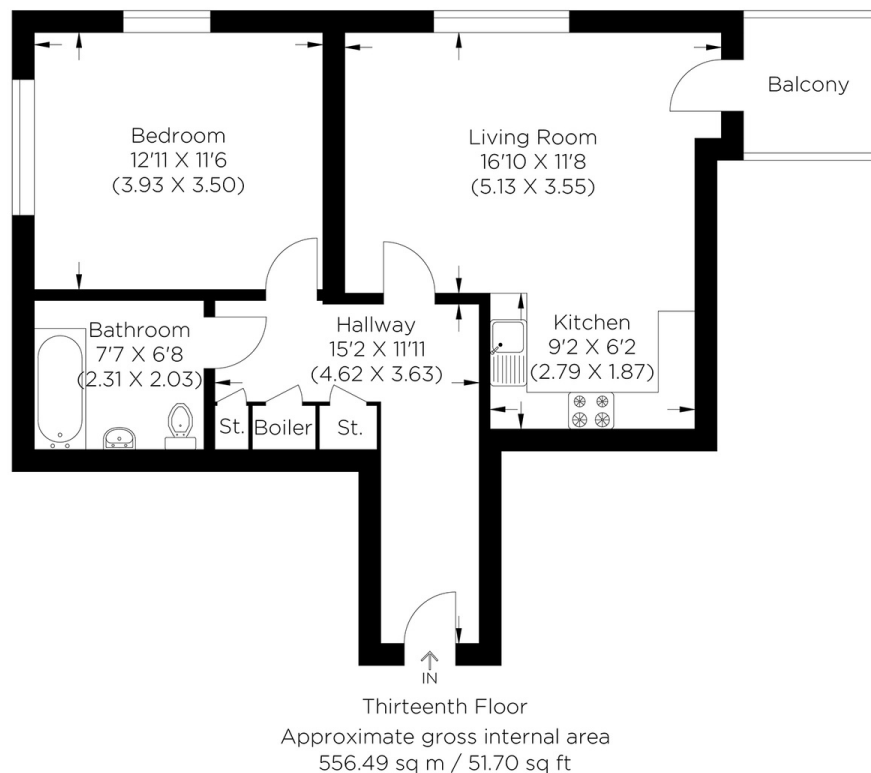 Balcony
Bedroom
12'11 X 11'6
(3.93 X 3.50)
Living Room
16'10 X 11'8
(5.13 X 3.55)
Bathroom
7'7 X 6'8
(2.31 X 2.03)
Hallway
15'2 X 11'11
(4.62 X 3.63)
Kitchen
9'2 X 6'2
(2.79 X 1.87)
St.
Boiler
St.
IN
Thirteenth Floor
Approximate gross internal area
556.49 sq m / 51.70 sq ft